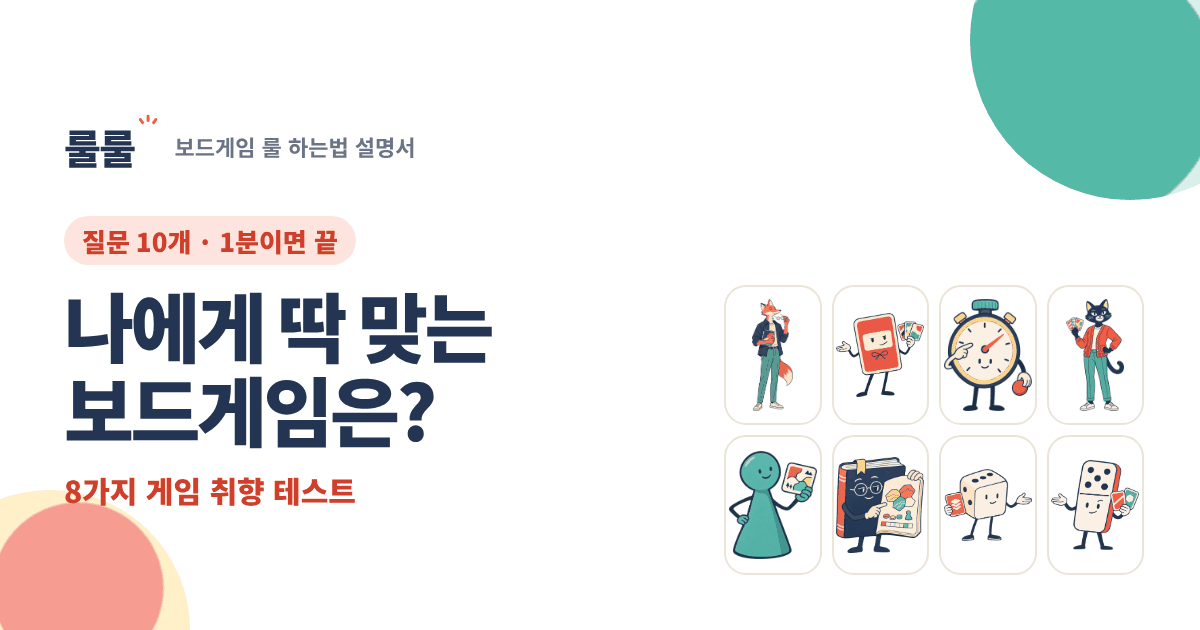 룰룰
보드게임 룰 하는법 설명서
질문 10개 · 1분이면 끝
나에게 딱 맞는
보드게임은?
8가지 게임 취향 테스트